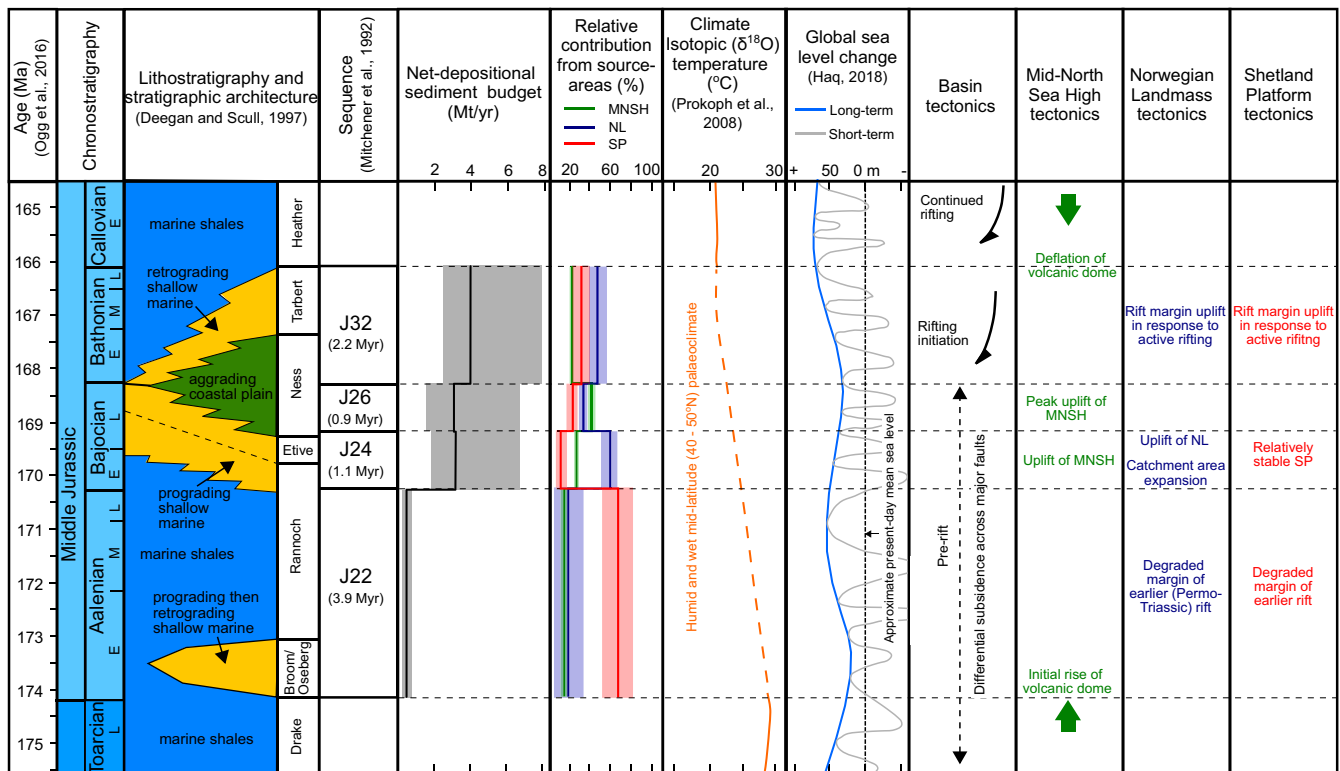 Age (Ma)
(Ogg et al., 2016)
Chronostratigraphy
Lithostratigraphy and
stratigraphic architecture
(Deegan and Scull, 1997)
Sequence
(Mitchener et al., 1992)
Net-depositional
sediment budget
(Mt/yr)
2 4 6 8
Relative
contribution
from source-
areas (%)
MNSH
NL
SP
20 60 100
Climate
Isotopic (δ18O)
temperature
(oC)
(Prokoph et al.,
2008)
20 30
Global sea
level change
(Haq, 2018)
Long-term
Short-term
+ 50 0 m -
Basin
tectonics
Mid-North
Sea High
tectonics
Norwegian
Landmass
tectonics
Shetland
Platform
tectonics
165
166
167
168
169
170
171
172
173
174
175
Middle Jurassic
Callovian
E
Bathonian
L
M
E
Bajocian
L
E
Aalenian
L
M
E
Toarcian
L
marine shales
retrograding
shallow
marine
aggrading
coastal plain
prograding
shallow
marine
marine shales
prograding then
retrograding
shallow marine
marine shales
Heather
Tarbert
Ness
Etive
Rannoch
Broom/
Oseberg
Drake
J32
(2.2 Myr)
J26
(0.9 Myr)
J24
(1.1 Myr)
J22
(3.9 Myr)
Humid and wet mid-latitude (40 - 50oN) palaeoclimate
Approximate present-day mean sea level
Continued
rifting
Rifting
initiation
Pre-rift
Differential subsidence across major faults
Deflation of
volcanic dome
Peak uplift of
MNSH
Uplift of MNSH
Initial rise of
volcanic dome
Rift margin uplift
in response to
active rifting
Uplift of NL
Catchment area
expansion
Degraded
margin of
earlier (Permo-
Triassic) rift
Rift margin uplift
in response to
active rifitng
Relatively
stable SP
Degraded
margin of
earlier rift